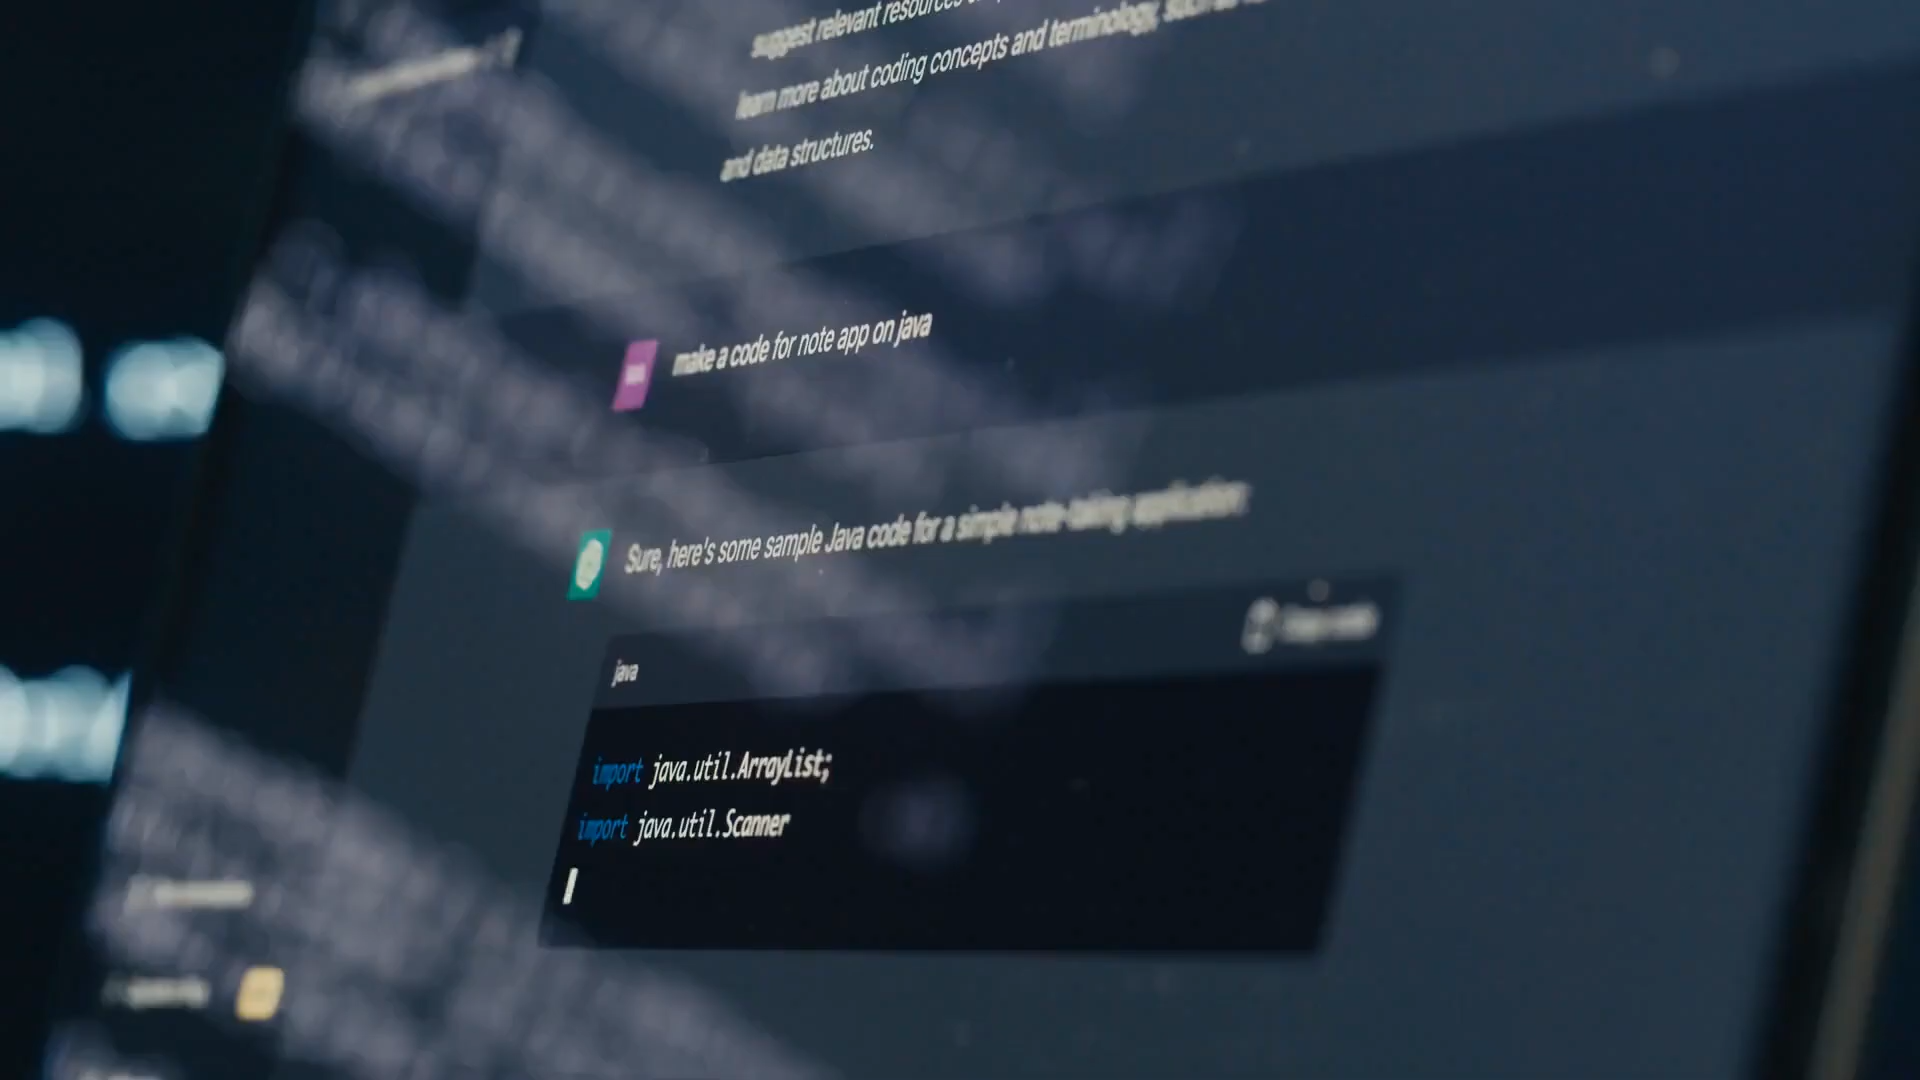 suggest relevant resources
learn more about coding concepts and terminology, such as
and data structures.
make a code for note app on java
Sure, here's some sample Java code for a simple note-taking application:
java
import java.util.ArrayList;
import java.util.Scanner